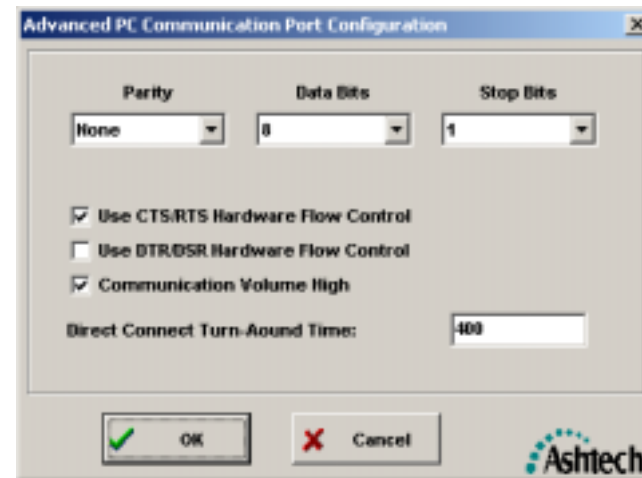 Advanced PC Communication Port Configuration
Parity
Data Bits
Stop Bits
None
8
1
Use CTS/RTS Hardware Flow Control
Use DTR/DSR Hardware Flow Control
Communication Volume High
Direct Connect Turn-Aound Time:
400
OK
Cancel
Ashtech